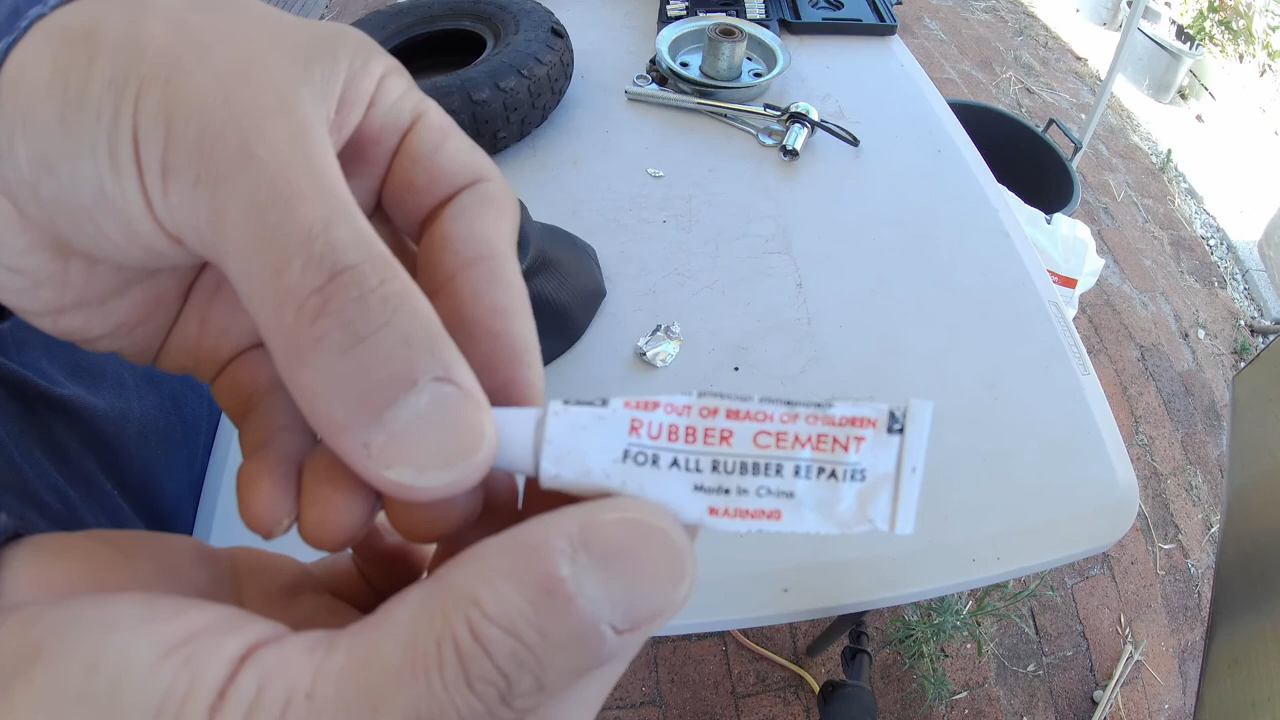 KEEP OUT OF REACH OF CHILDREN
RUBBER CEMENT
FOR ALL RUBBER REPAIRS
Made in China
WARNING